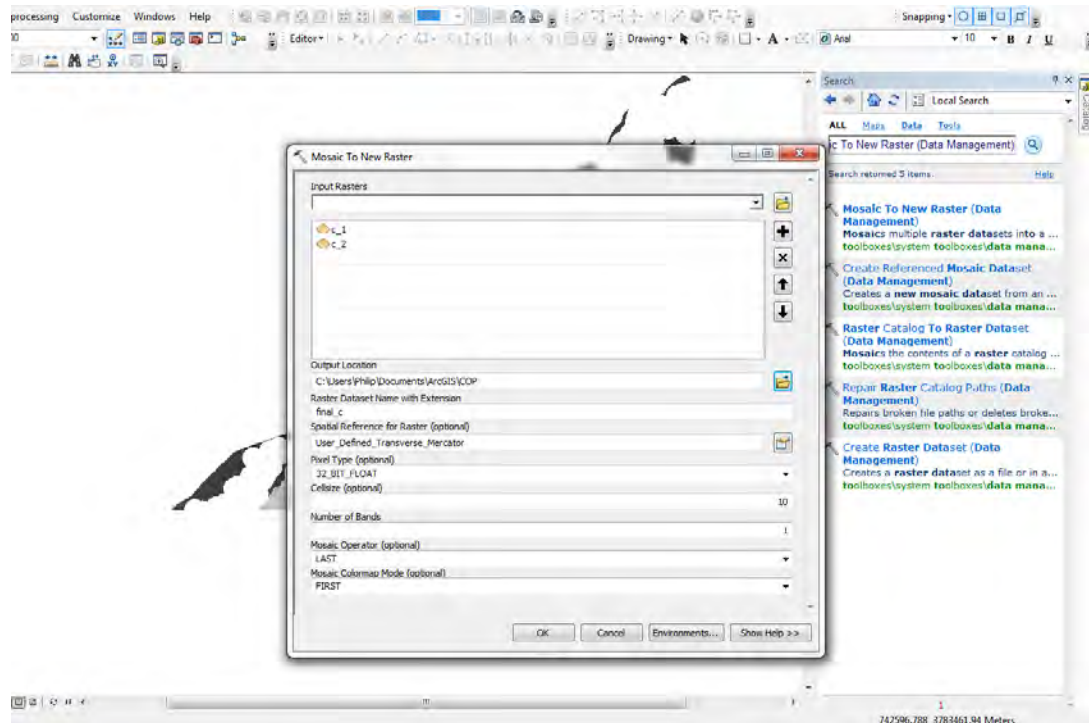 processing Customize Windows Help
Snapping
Editor
Drawing
A
Arial
10
B I U
Search
Local Search
ALL Maps Data Tools
ic To New Raster (Data Management)
Search returned 5 items Help
Mosaic To New Raster (Data
Management)
Mosaics multiple raster datasets into a ...
toolboxes\system toolboxes\data mana...
Create Referenced Mosaic Dataset
(Data Management)
Creates a new mosaic dataset from an ...
toolboxes\system toolboxes\data mana...
Raster Catalog To Raster Dataset
(Data Management)
Mosaics the contents of a raster catalog ...
toolboxes\system toolboxes\data mana...
Repair Raster Catalog Paths (Data
Management)
Repairs broken file paths or deletes broke...
toolboxes\system toolboxes\data mana...
Create Raster Dataset (Data
Management)
Creates a raster dataset as a file or in a...
toolboxes\system toolboxes\data mana...
Mosaic To New Raster
Input Rasters
c_1
c_2
Output Location
C:\Users\Philip\Documents\ArcGIS\COP
Raster Dataset Name with Extension
final_c
Spatial Reference for Raster (optional)
User_Defined_Transverse_Mercator
Pixel Type (optional)
32_BIT_FLOAT
Cellsize (optional)
10
Number of Bands
1
Mosaic Operator (optional)
LAST
Mosaic Colormap Mode (optional)
FIRST
OK Cancel Environments... Show Help >>
1
742596.788 3783461.94 Meters